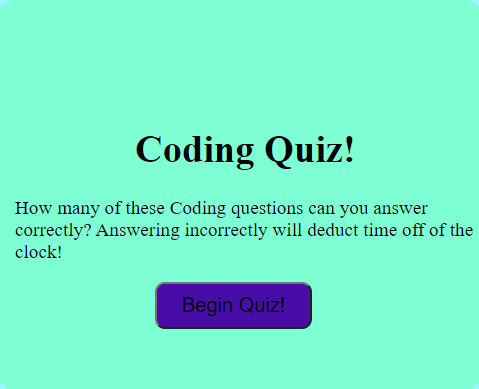 Coding Quiz!
How many of these Coding questions can you answer
correctly? Answering incorrectly will deduct time off of the
clock!
Begin Quiz!